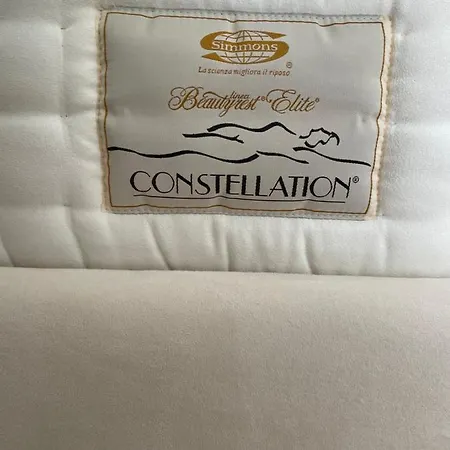 Simmons
®
La scienza migliora il riposo
linea
Beautyrest® Elite®
CONSTELLATION®